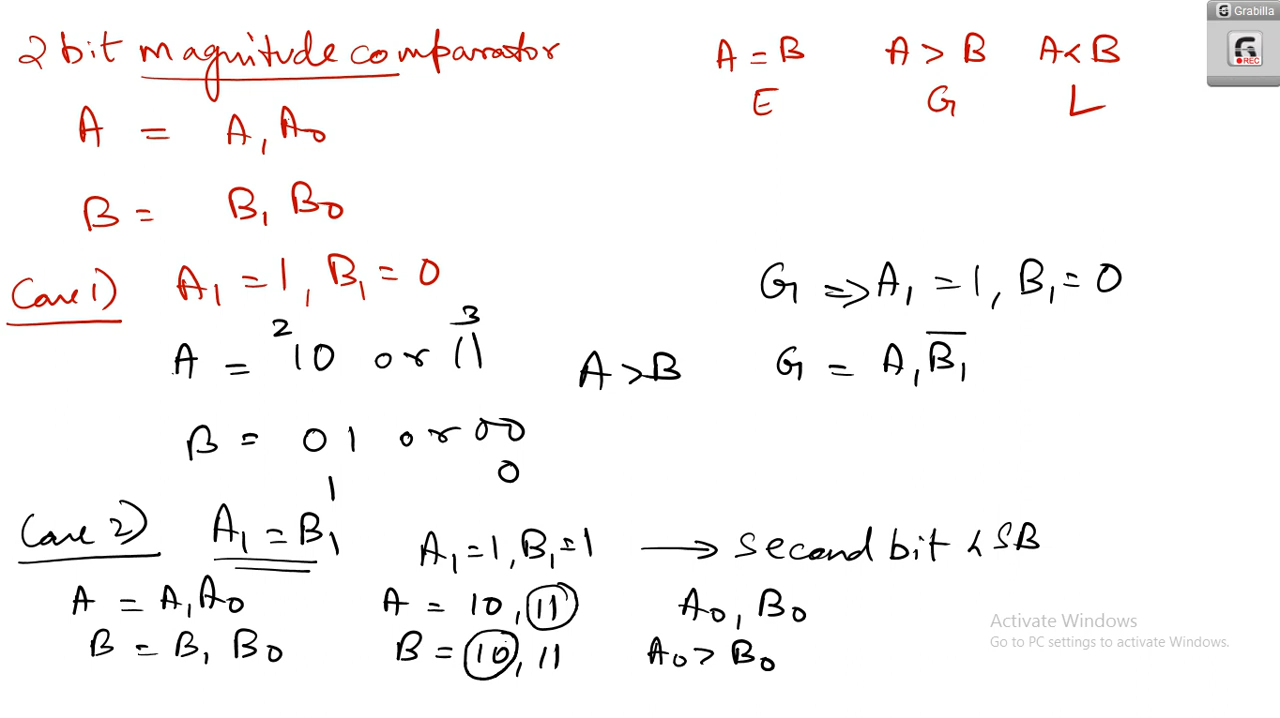 2 bit magnitude comparator
A = B A > B A < B
E G L
A = A₁ A₀
B = B₁ B₀
Case 1) A₁ = 1, B₁ = 0
G => A₁ = 1, B₁ = 0
2 3
A = 10 or 11
A > B
G = A₁ B̅₁
B = 01 or 00
1 0
Case 2) A₁ = B₁
A₁ = 1, B₁ = 1 → second bit LSB
A = A₁ A₀ A = 10, 11 A₀, B₀
B = B₁ B₀ B = 10, 11 A₀ > B₀
Grabilla
REC
Activate Windows
Go to PC settings to activate Windows.